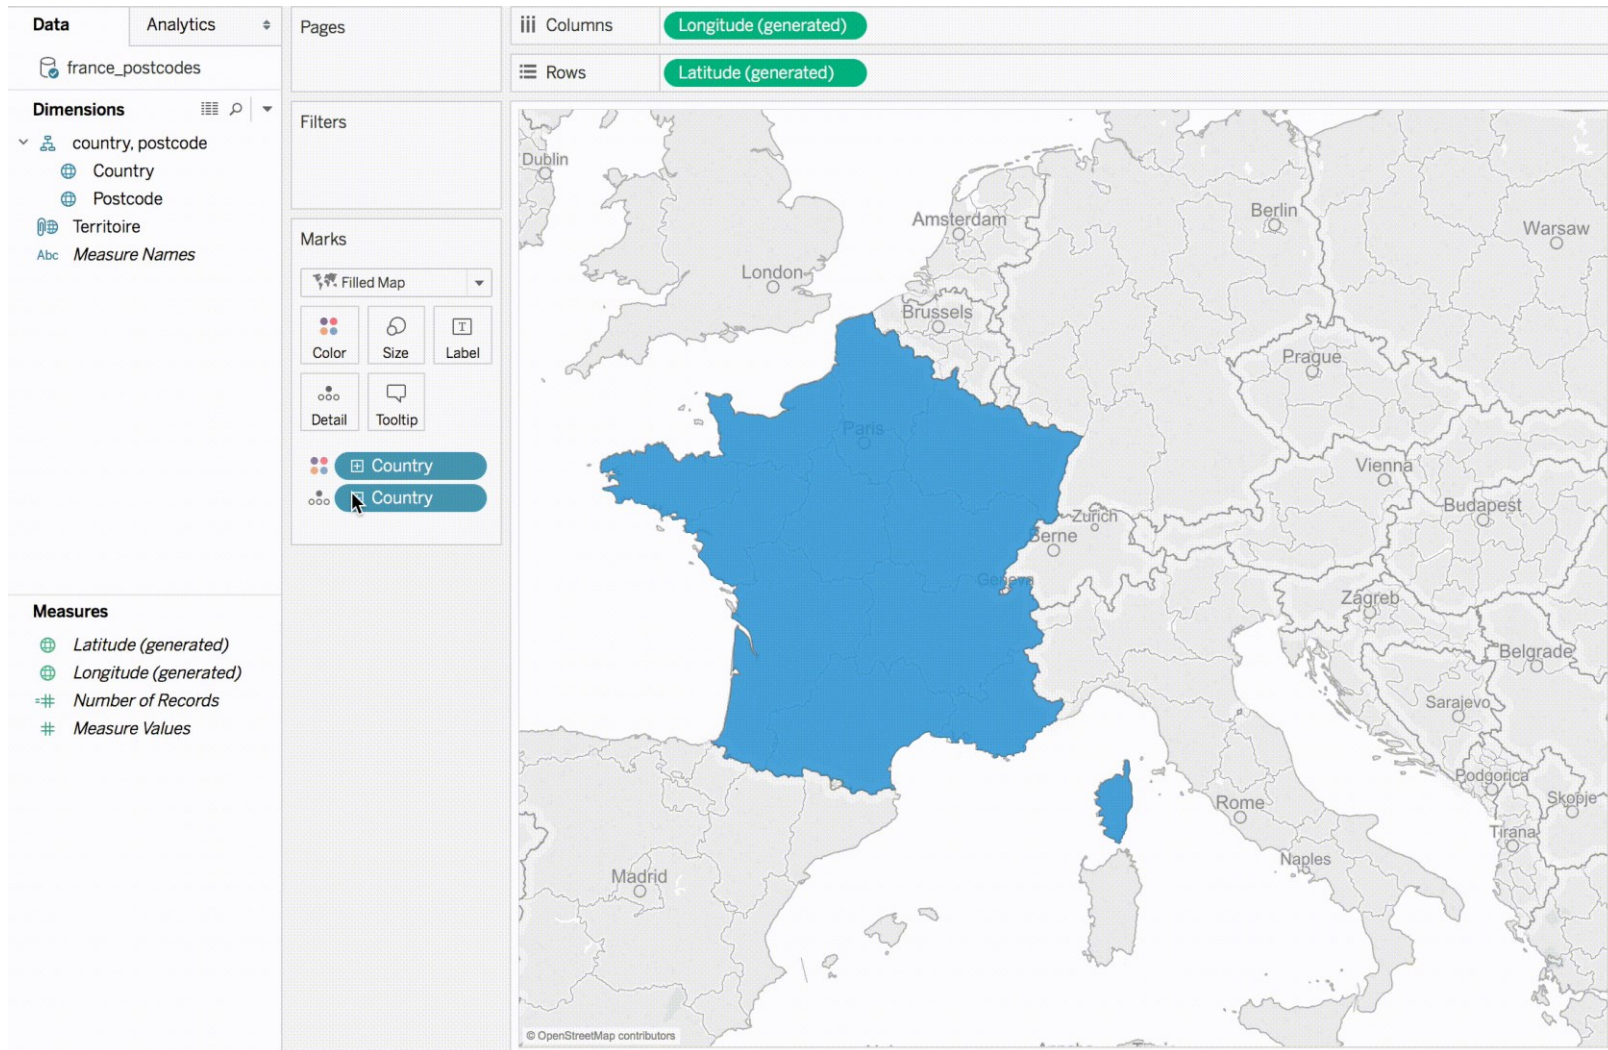 Data
Analytics
france_postcodes
Dimensions
country, postcode
Country
Postcode
Territoire
Abc Measure Names
Measures
Latitude (generated)
Longitude (generated)
=# Number of Records
# Measure Values
Pages
Filters
Marks
Filled Map
Color
Size
T
Label
Detail
Tooltip
Country
Country
Columns
Longitude (generated)
Rows
Latitude (generated)
Dublin
Amsterdam
Berlin
Warsaw
London
Brussels
Prague
Paris
Vienna
Budapest
Zurich
Berne
Geneva
Zagreb
Belgrade
Sarajevo
Podgorica
Skopje
Rome
Tirana
Naples
Madrid
© OpenStreetMap contributors